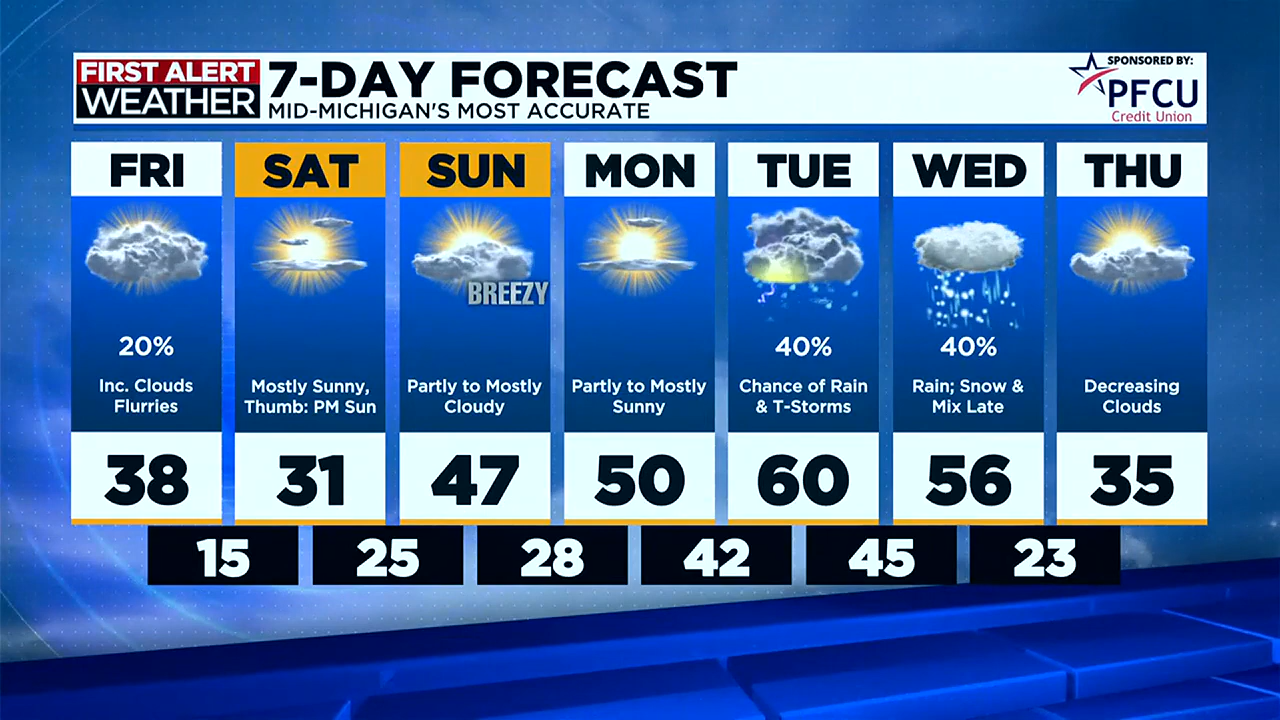 FIRST ALERT
WEATHER
7-DAY FORECAST
MID-MICHIGAN'S MOST ACCURATE
SPONSORED BY:
PFCU
Credit Union
FRI
20%
Inc. Clouds
Flurries
38
SAT
Mostly Sunny,
Thumb: PM Sun
31
SUN
BREEZY
Partly to Mostly
Cloudy
47
MON
Partly to Mostly
Sunny
50
TUE
40%
Chance of Rain
& T-Storms
60
WED
40%
Rain; Snow &
Mix Late
56
THU
Decreasing
Clouds
35
15
25
28
42
45
23